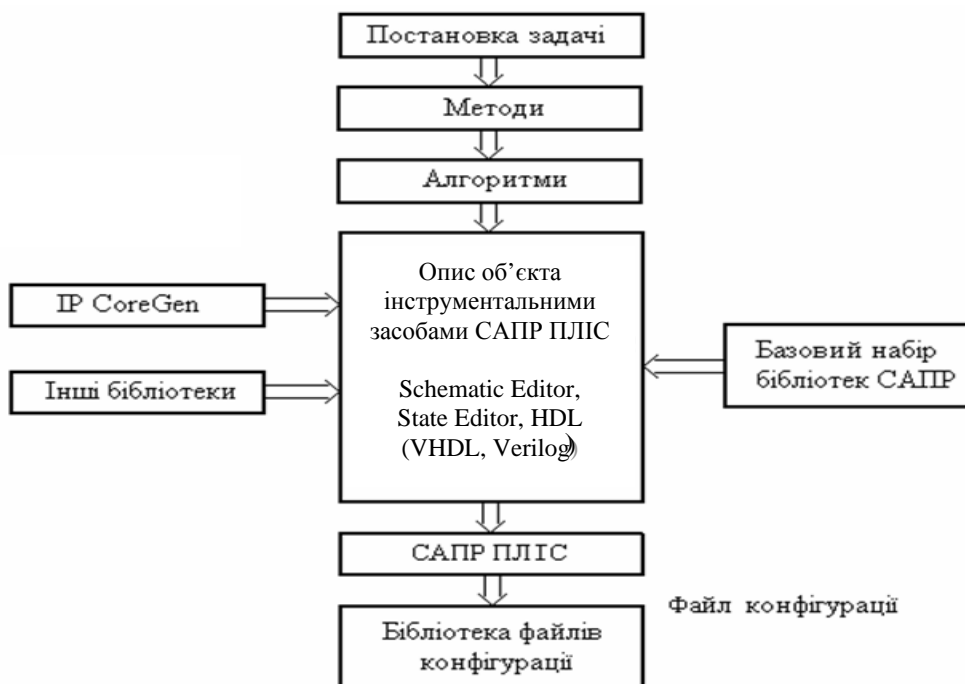 Постановка задачі
Методи
Алгоритми
Опис об’єкта
інструментальними
засобами САПР ПЛІС
Schematic Editor,
State Editor, HDL
(VHDL, Verilog)
IP CoreGen
Інші бібліотеки
Базовий набір
бібліотек САПР
САПР ПЛІС
Файл конфігурації
Бібліотека файлів
конфігурації